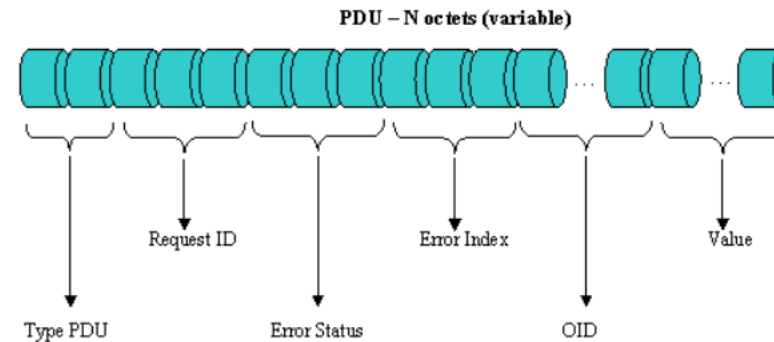 PDU – N octets (variable)
... ...
Request ID Error Index Value
Type PDU Error Status OID